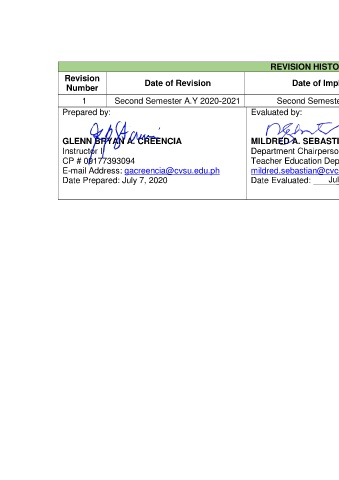 REVISION HISTO
Revision Number
Date of Revision
Date of Impl
1
Second Semester A.Y 2020-2021
Second Semeste
Prepared by:
Evaluated by:
GLENN BRYAN A. CREENCIA
Instructor I
CP # 09177393094
E-mail Address: gacreencia@cvsu.edu.ph
Date Prepared: July 7, 2020
MILDRED A. SEBASTI
Department Chairperso
Teacher Education Dep
mildred.sebastian@cvc
Date Evaluated: ___Jul